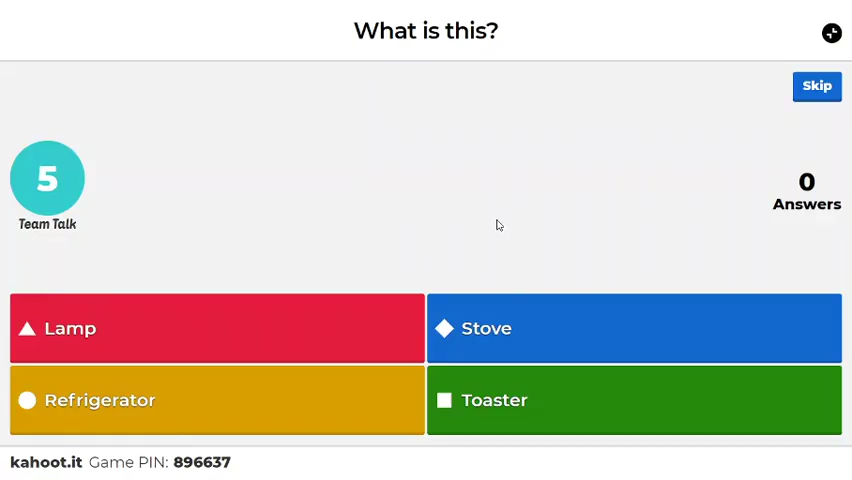 What is this?
Skip
5
Team Talk
0
Answers
Lamp
Stove
Refrigerator
Toaster
kahoot.it Game PIN: 896637